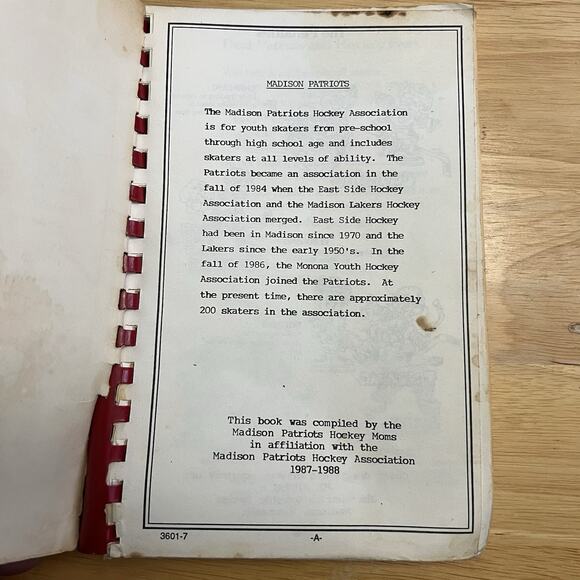 MADISON PATRIOTS
The Madison Patriots Hockey Association
is for youth skaters from pre-school
through high school age and includes
skaters at all levels of ability. The
Patriots became an association in the
fall of 1984 when the East Side Hockey
Association and the Madison Lakers Hockey
Association merged. East Side Hockey
had been in Madison since 1970 and the
Lakers since the early 1950's. In the
fall of 1986, the Monona Youth Hockey
Association joined the Patriots. At
the present time, there are approximately
200 skaters in the association.
This book was compiled by the
Madison Patriots Hockey Moms
in affiliation with the
Madison Patriots Hockey Association
1987-1988
3601-7
-A-